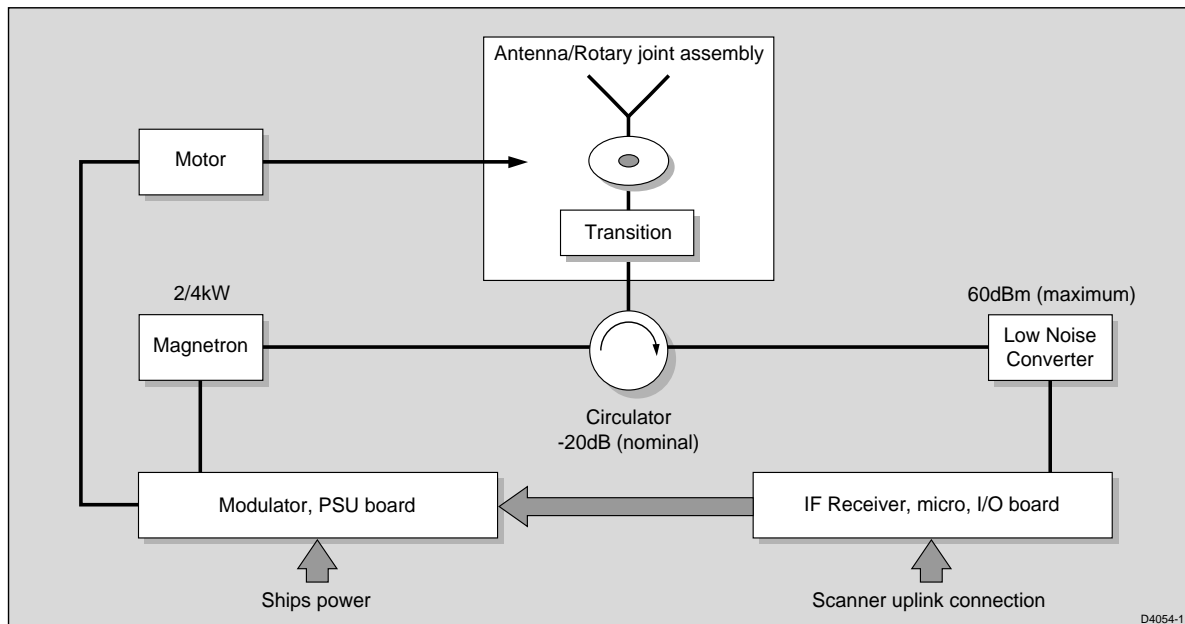 Antenna/Rotary joint assembly
Motor
Transition
2/4kW
60dBm (maximum)
Magnetron
Low Noise
Converter
Circulator
-20dB (nominal)
Modulator, PSU board
IF Receiver, micro, I/O board
Ships power
Scanner uplink connection
D4054-1